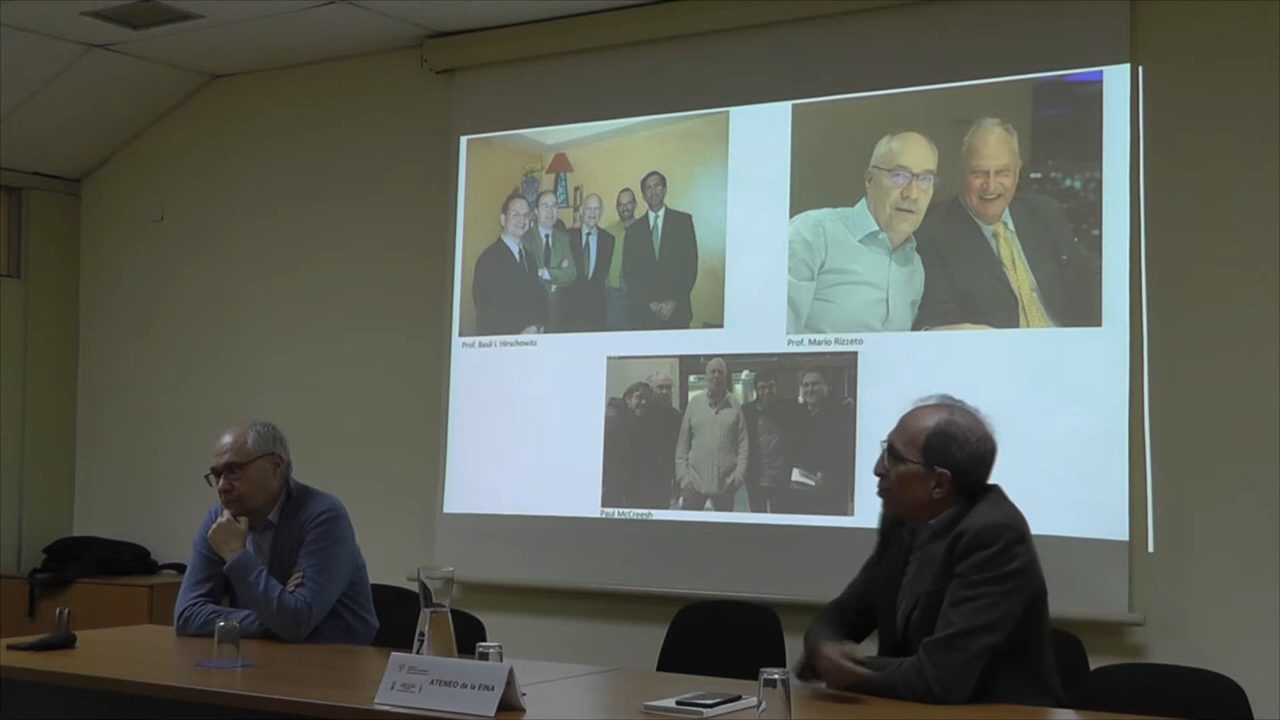 Prof. Basil I. Hirschowitz
Prof. Mario Rizzeto
Paul McCreesh
ATENEO de la EINA